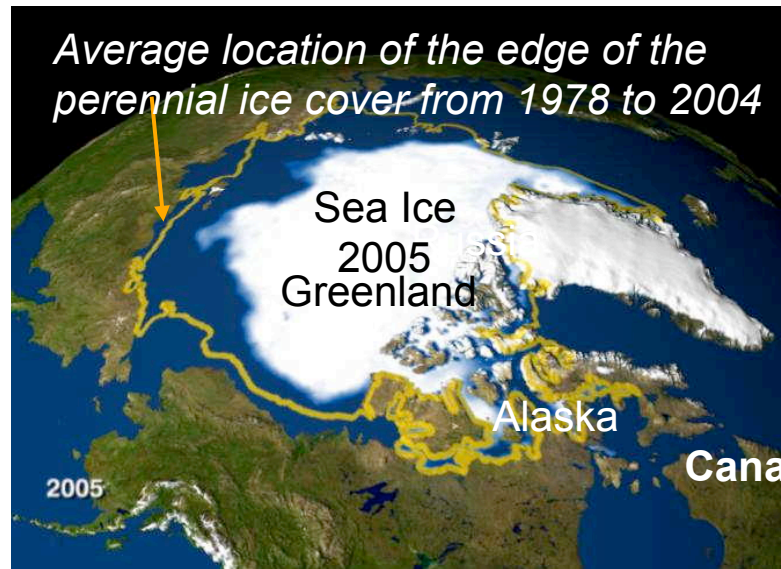 Average location of the edge of the
perennial ice cover from 1978 to 2004
Sea Ice
2005
Greenland
Alaska
Cana
2005